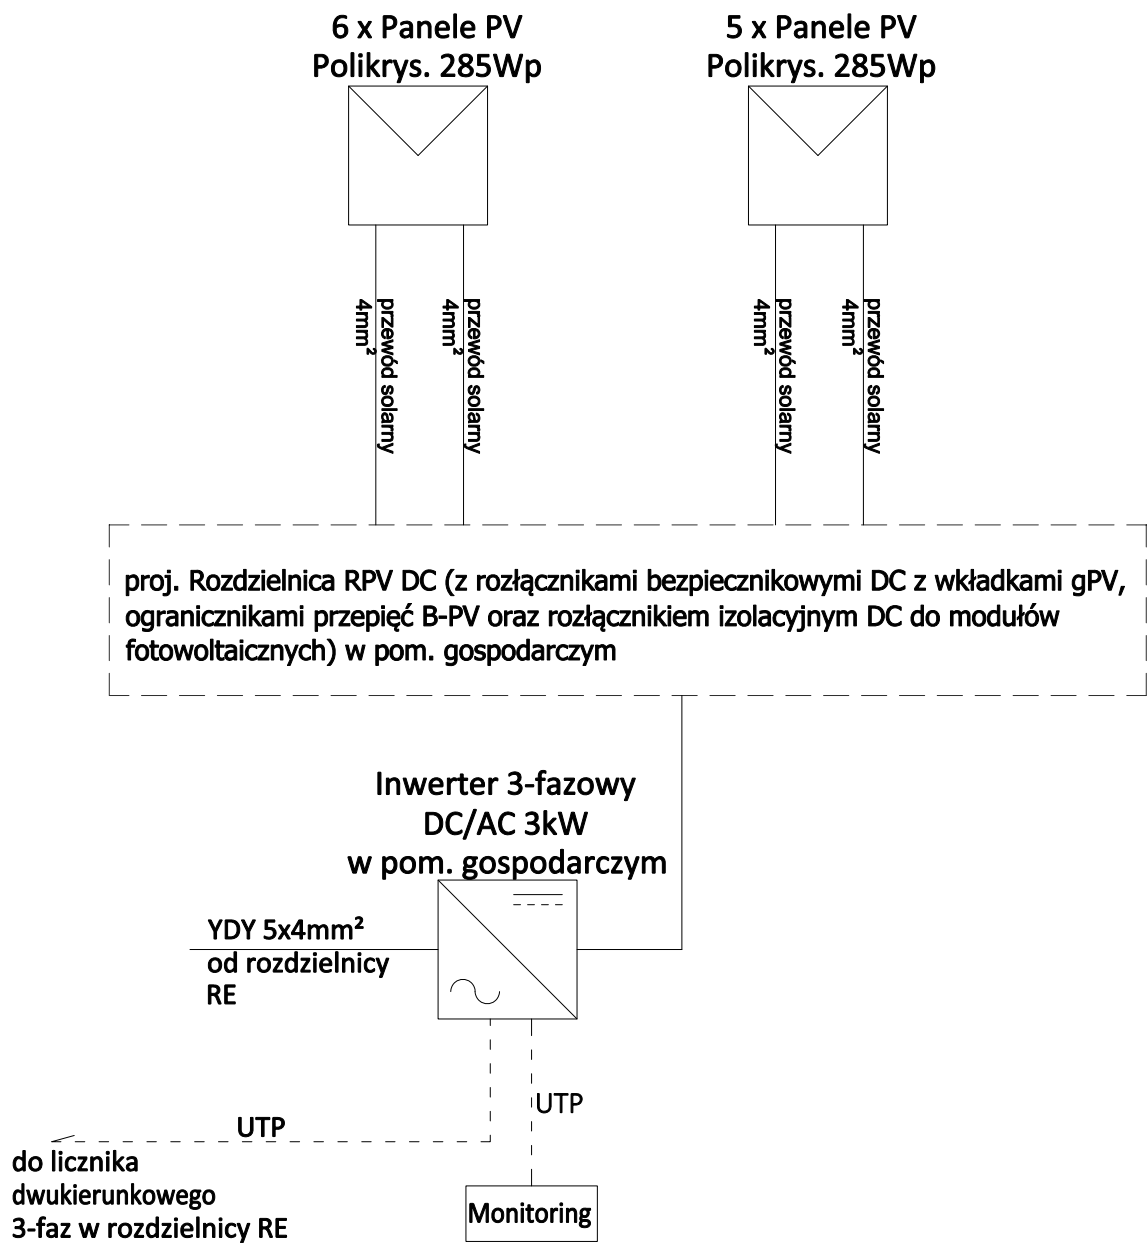 6 x Panele PV
Polikrys. 285Wp
5 x Panele PV
Polikrys. 285Wp
przewód solarny
4mm²
przewód solarny
4mm²
przewód solarny
4mm²
przewód solarny
4mm²
proj. Rozdzielnica RPV DC (z rozłącznikami bezpiecznikowymi DC z wkładkami gPV,
ogranicznikami przepięć B-PV oraz rozłącznikiem izolacyjnym DC do modułów
fotowoltaicznych) w pom. gospodarczym
Inwerter 3-fazowy
DC/AC 3kW
w pom. gospodarczym
YDY 5x4mm²
od rozdzielnicy
RE
UTP
UTP
do licznika
dwukierunkowego
3-faz w rozdzielnicy RE
Monitoring